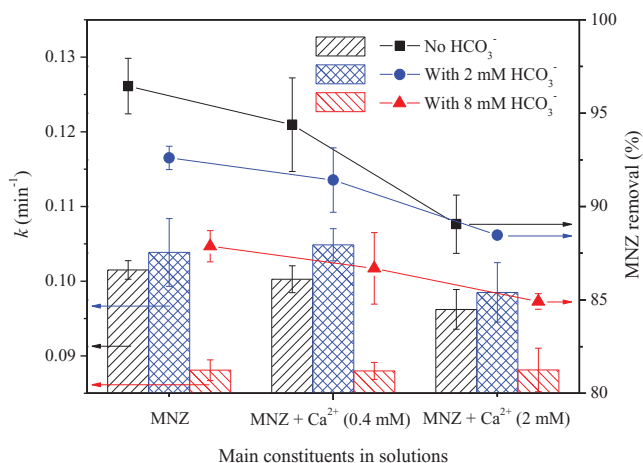 0.13
0.12
0.11
0.10
0.09
k (min⁻¹)
100
95
90
85
80
MNZ removal (%)
No HCO₃⁻
With 2 mM HCO₃⁻
With 8 mM HCO₃⁻
MNZ
MNZ + Ca²⁺ (0.4 mM)
MNZ + Ca²⁺ (2 mM)
Main constituents in solutions